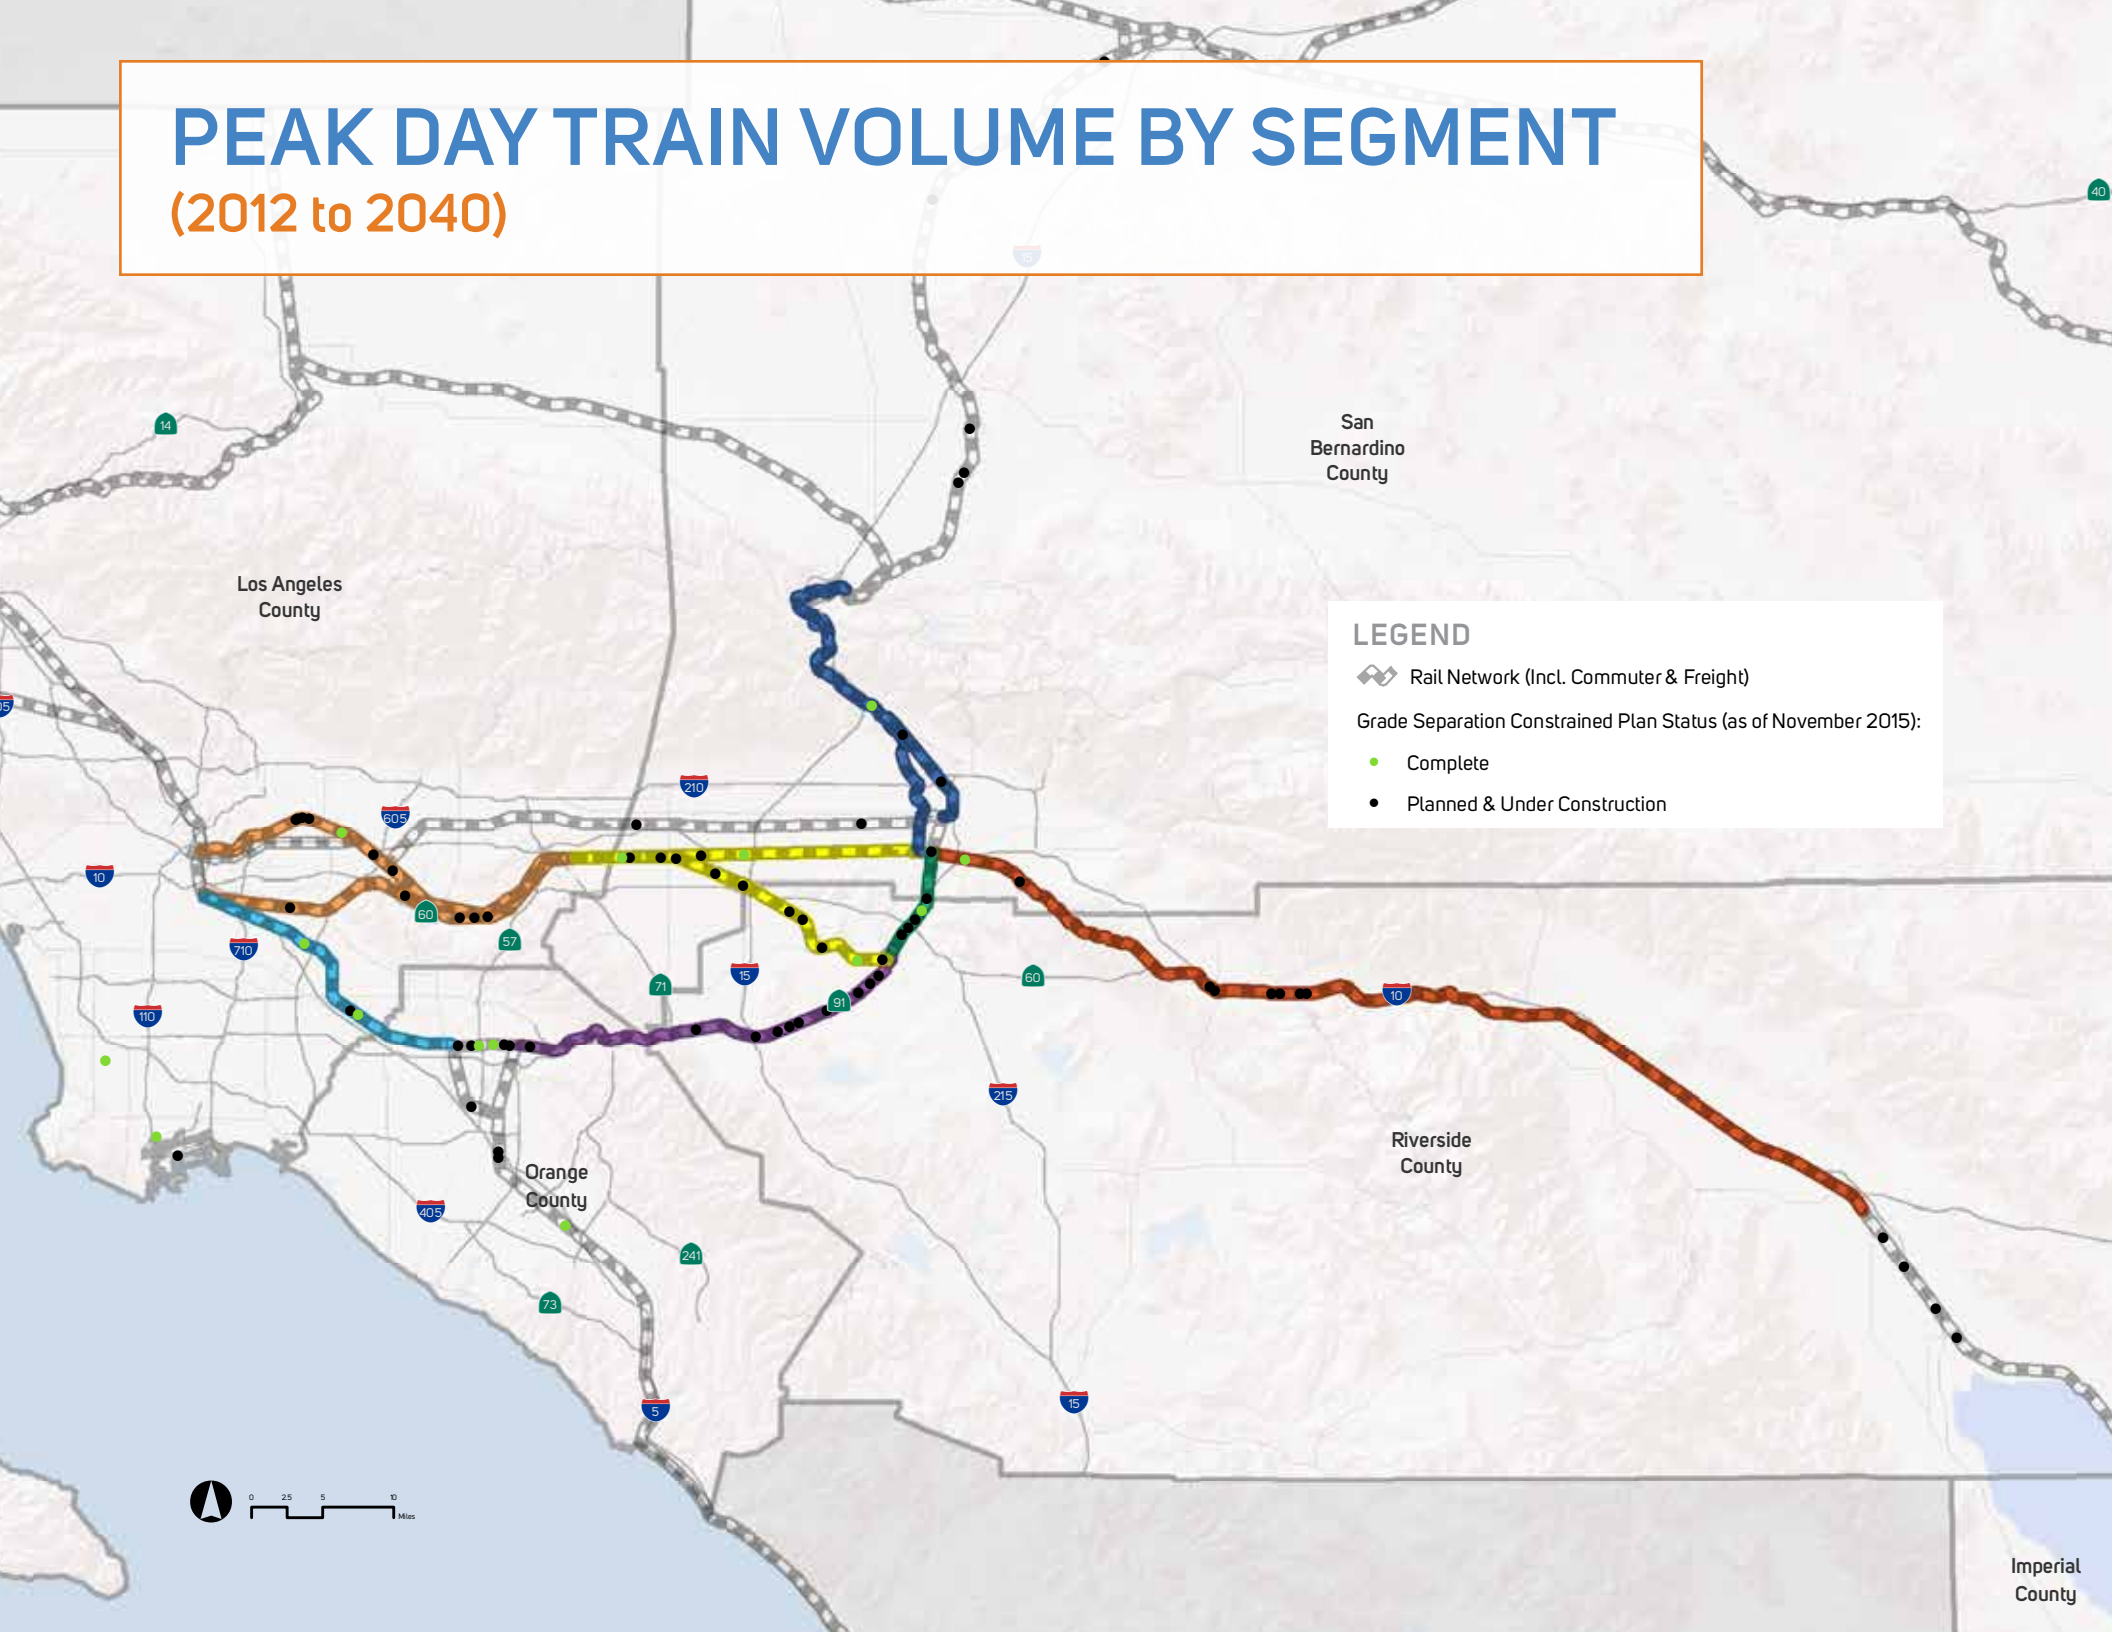 PEAK DAY TRAIN VOLUME BY SEGMENT
(2012 to 2040)
15
40
14
San
Bernardino
County
Los Angeles
County
LEGEND
Rail Network (Incl. Commuter & Freight)
Grade Separation Constrained Plan Status (as of November 2015):
Complete
Planned & Under Construction
210
605
10
60
57
710
71
15
60
91
10
110
215
Riverside
County
Orange
County
405
241
73
5
15
0 2.5 5 10
Miles
Imperial
County